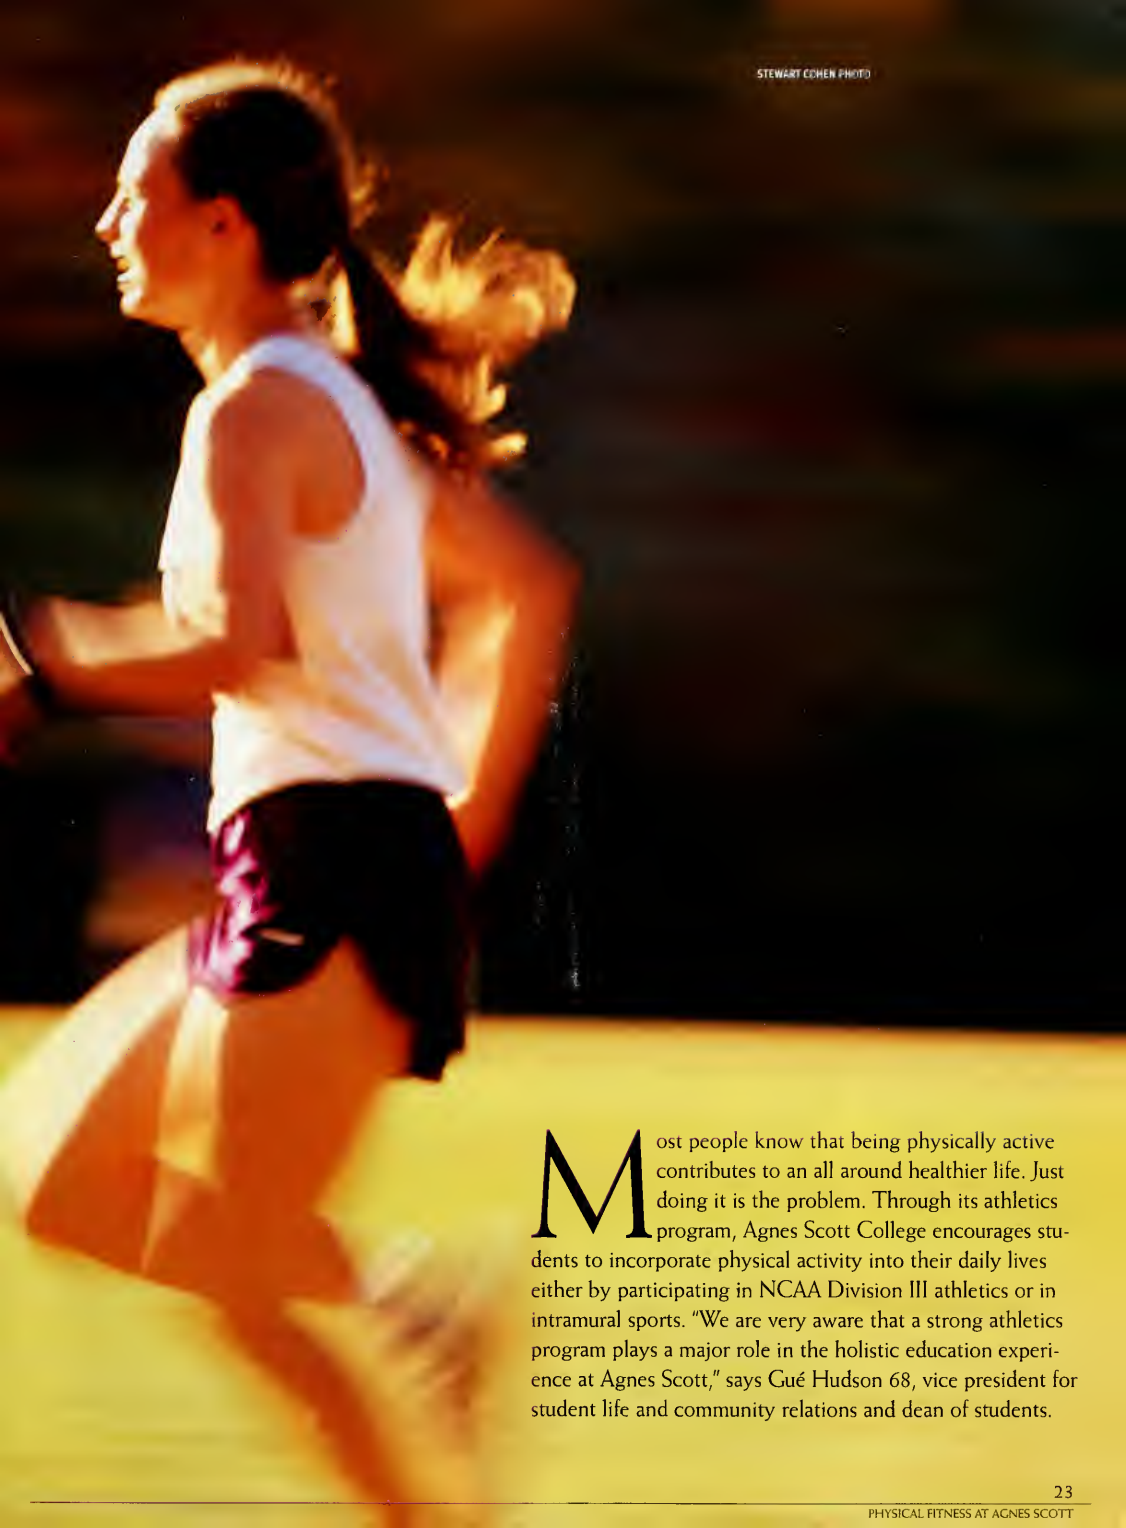 STEWART COHEN PHOTO
Most people know that being physically active
contributes to an all around healthier life. Just
doing it is the problem. Through its athletics
program, Agnes Scott College encourages stu-
dents to incorporate physical activity into their daily lives
either by participating in NCAA Division III athletics or in
intramural sports. "We are very aware that a strong athletics
program plays a major role in the holistic education experi-
ence at Agnes Scott," says Gué Hudson 68, vice president for
student life and community relations and dean of students.
23
PHYSICAL FITNESS AT AGNES SCOTT